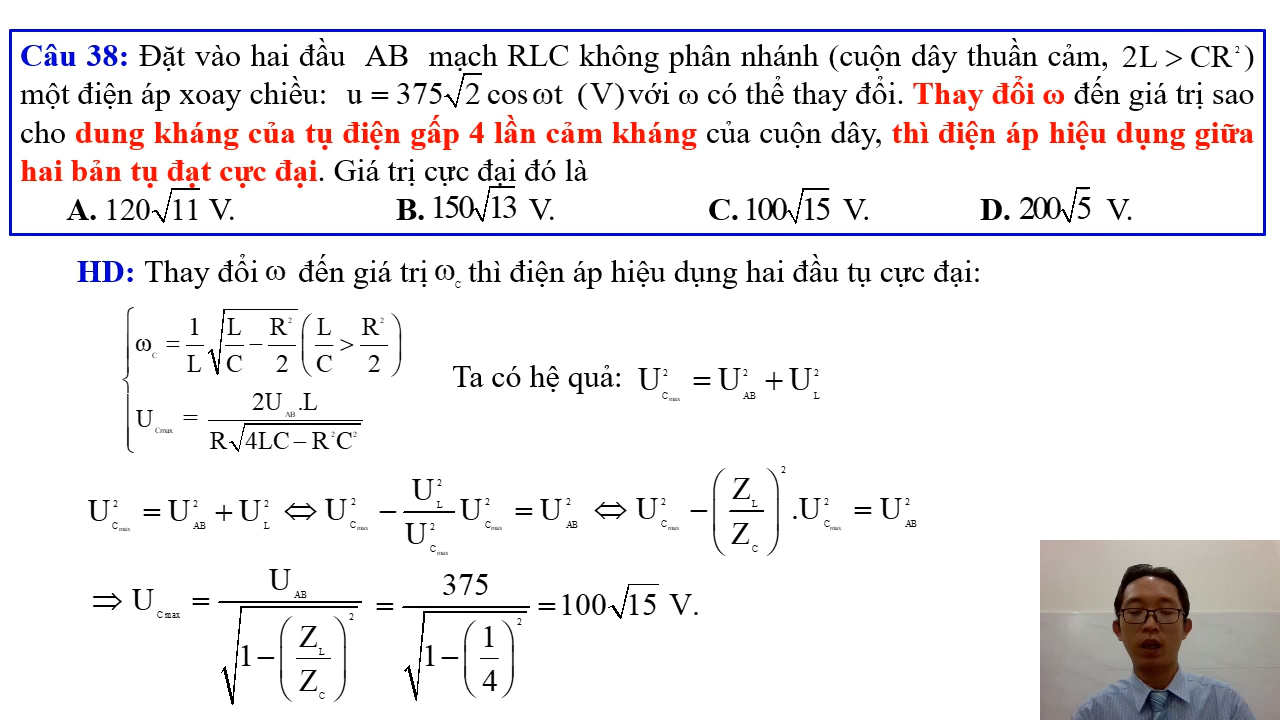 Câu 38: Đặt vào hai đầu AB mạch RLC không phân nhánh (cuộn dây thuần cảm, 2L > CR²)
một điện áp xoay chiều: u = 375√2 cosωt (V) với ω có thể thay đổi. Thay đổi ω đến giá trị sao
cho dung kháng của tụ điện gấp 4 lần cảm kháng của cuộn dây, thì điện áp hiệu dụng giữa
hai bản tụ đạt cực đại. Giá trị cực đại đó là
A. 120√11 V. B. 150√13 V. C. 100√15 V. D. 200√5 V.
HD: Thay đổi ω đến giá trị ω_C thì điện áp hiệu dụng hai đầu tụ cực đại:
{ ω_C = 1/L √(L/C − R²/2) (L/C > R²/2)
U_Cmax = 2U_AB.L / (R√(4LC − R²C²))
Ta có hệ quả: U²_Cmax = U²_AB + U²_L
U²_Cmax = U²_AB + U²_L ⇔ U²_Cmax − U²_L/U²_Cmax U²_Cmax = U²_AB ⇔ U²_Cmax − (Z_L/Z_C)².U²_Cmax = U²_AB
⇒ U_Cmax = U_AB / √(1 − (Z_L/Z_C)²) = 375 / √(1 − (1/4)²) = 100√15 V.